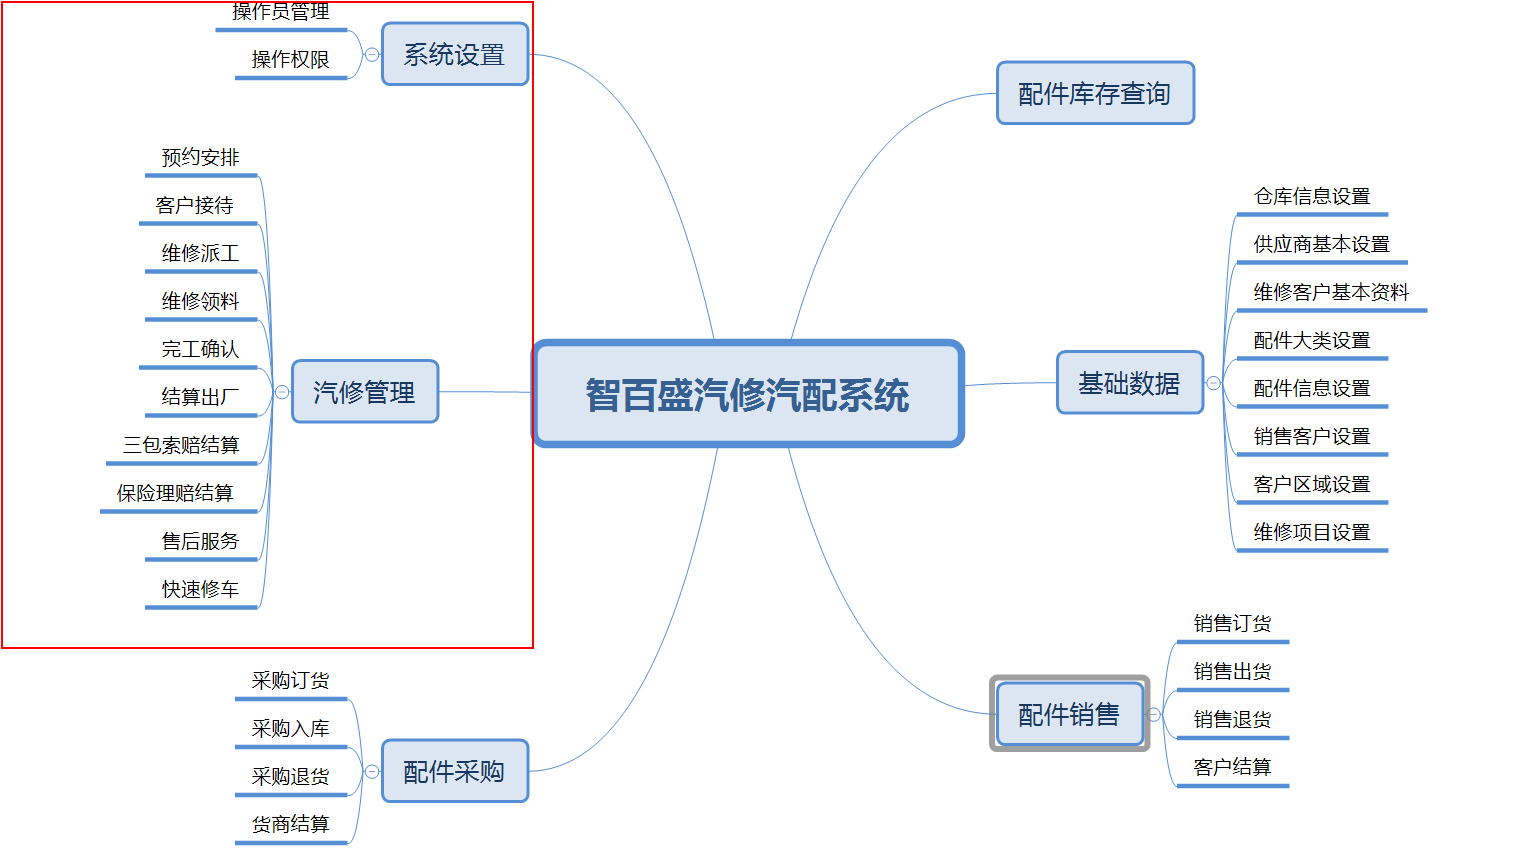 操作员管理
操作权限
系统设置
预约安排
客户接待
维修派工
维修领料
完工确认
结算出厂
三包索赔结算
保险理赔结算
售后服务
快速修车
汽修管理
采购订货
采购入库
采购退货
货商结算
配件采购
智百盛汽修汽配系统
配件库存查询
基础数据
仓库信息设置
供应商基本设置
维修客户基本资料
配件大类设置
配件信息设置
销售客户设置
客户区域设置
维修项目设置
配件销售
销售订货
销售出货
销售退货
客户结算